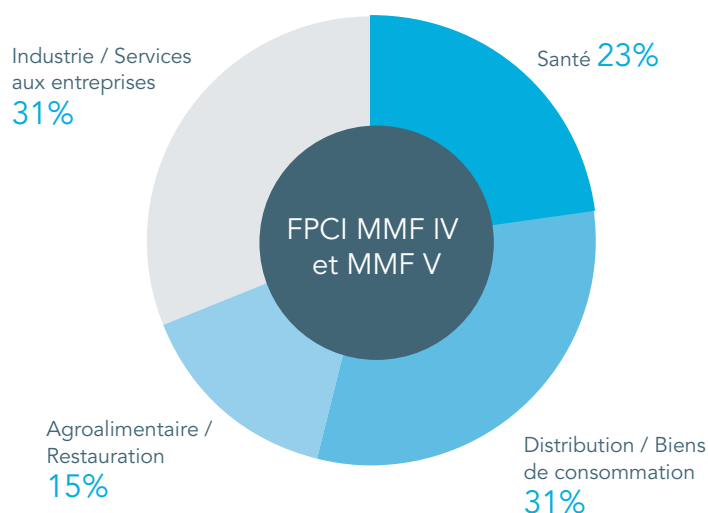 Industrie / Services
aux entreprises
31%
Santé 23%
FPCI MMF IV
et MMF V
Agroalimentaire /
Restauration
15%
Distribution / Biens
de consommation
31%